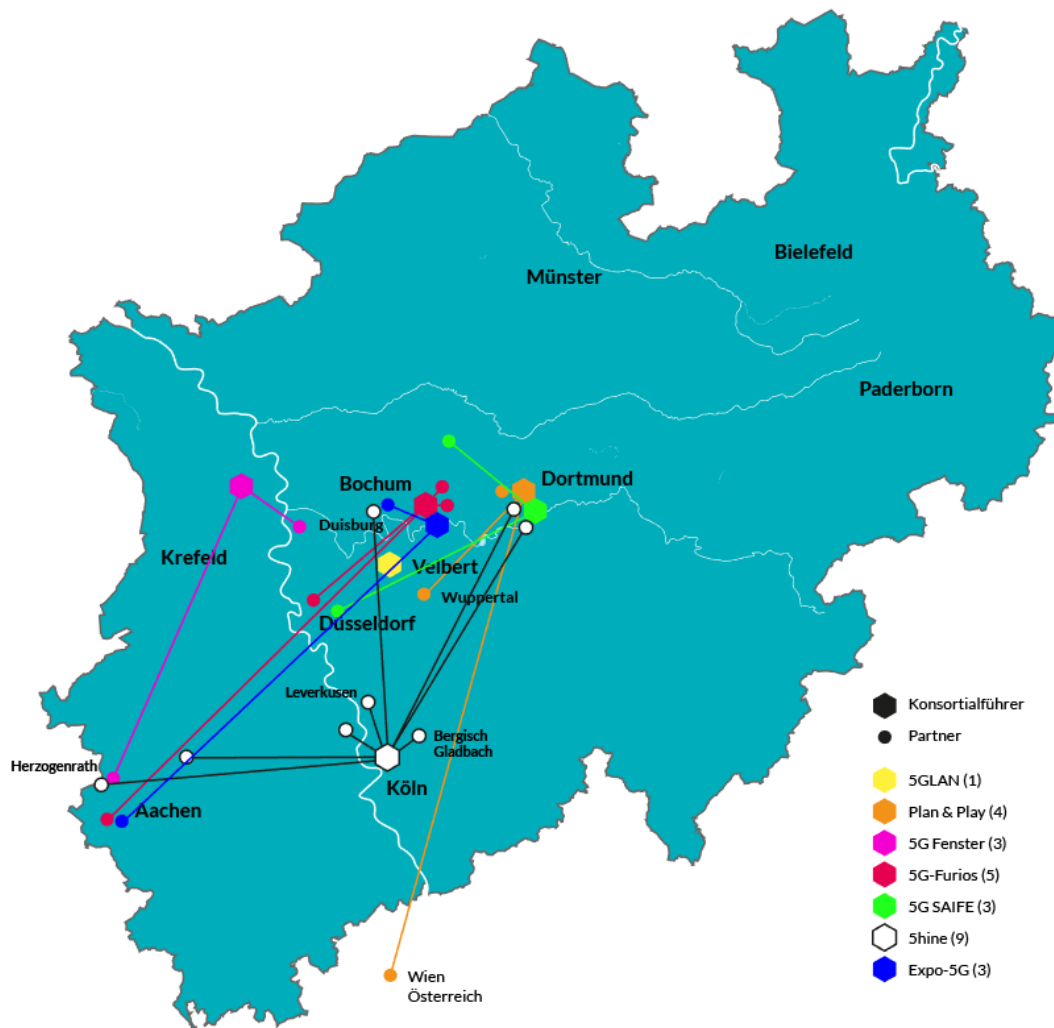 Bielefeld
Münster
Paderborn
Dortmund
Bochum
Duisburg
Krefeld
Velbert
Wuppertal
Düsseldorf
Leverkusen
Bergisch
Gladbach
Herzogenrath
Köln
Aachen
Wien
Österreich
Konsortialführer
Partner
5GLAN (1)
Plan & Play (4)
5G Fenster (3)
5G-Furios (5)
5G SAIFE (3)
5hine (9)
Expo-5G (3)